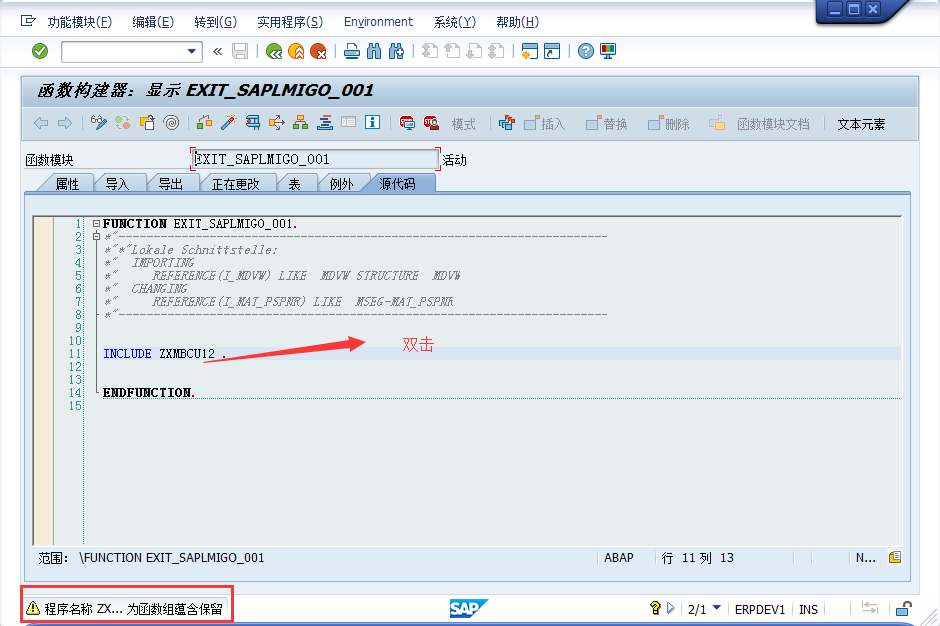 功能模块(F) 编辑(E) 转到(G) 实用程序(S) Environment 系统(Y) 帮助(H)
函数构建器: 显示 EXIT_SAPLMIGO_001
模式 插入 替换 删除 函数模块文档 文本元素
函数模块 EXIT_SAPLMIGO_001 活动
属性 导入 导出 正在更改 表 例外 源代码
1 FUNCTION EXIT_SAPLMIGO_001.
2 *"----------------------------------------------------------------------
3 *"*"Lokale Schnittstelle:
4 *" IMPORTING
5 *" REFERENCE(I_MDVW) LIKE MDVW STRUCTURE MDVW
6 *" CHANGING
7 *" REFERENCE(I_MAT_PSPNR) LIKE MSEG-MAT_PSPNR
8 *"----------------------------------------------------------------------
9
10
11 INCLUDE ZXMBCU12 . 双击
12
13
14 ENDFUNCTION.
15
范围: \FUNCTION EXIT_SAPLMIGO_001 ABAP 行 11 列 13 N...
程序名称 ZX... 为函数组蕴含保留 SAP 2/1 ERPDEV1 INS